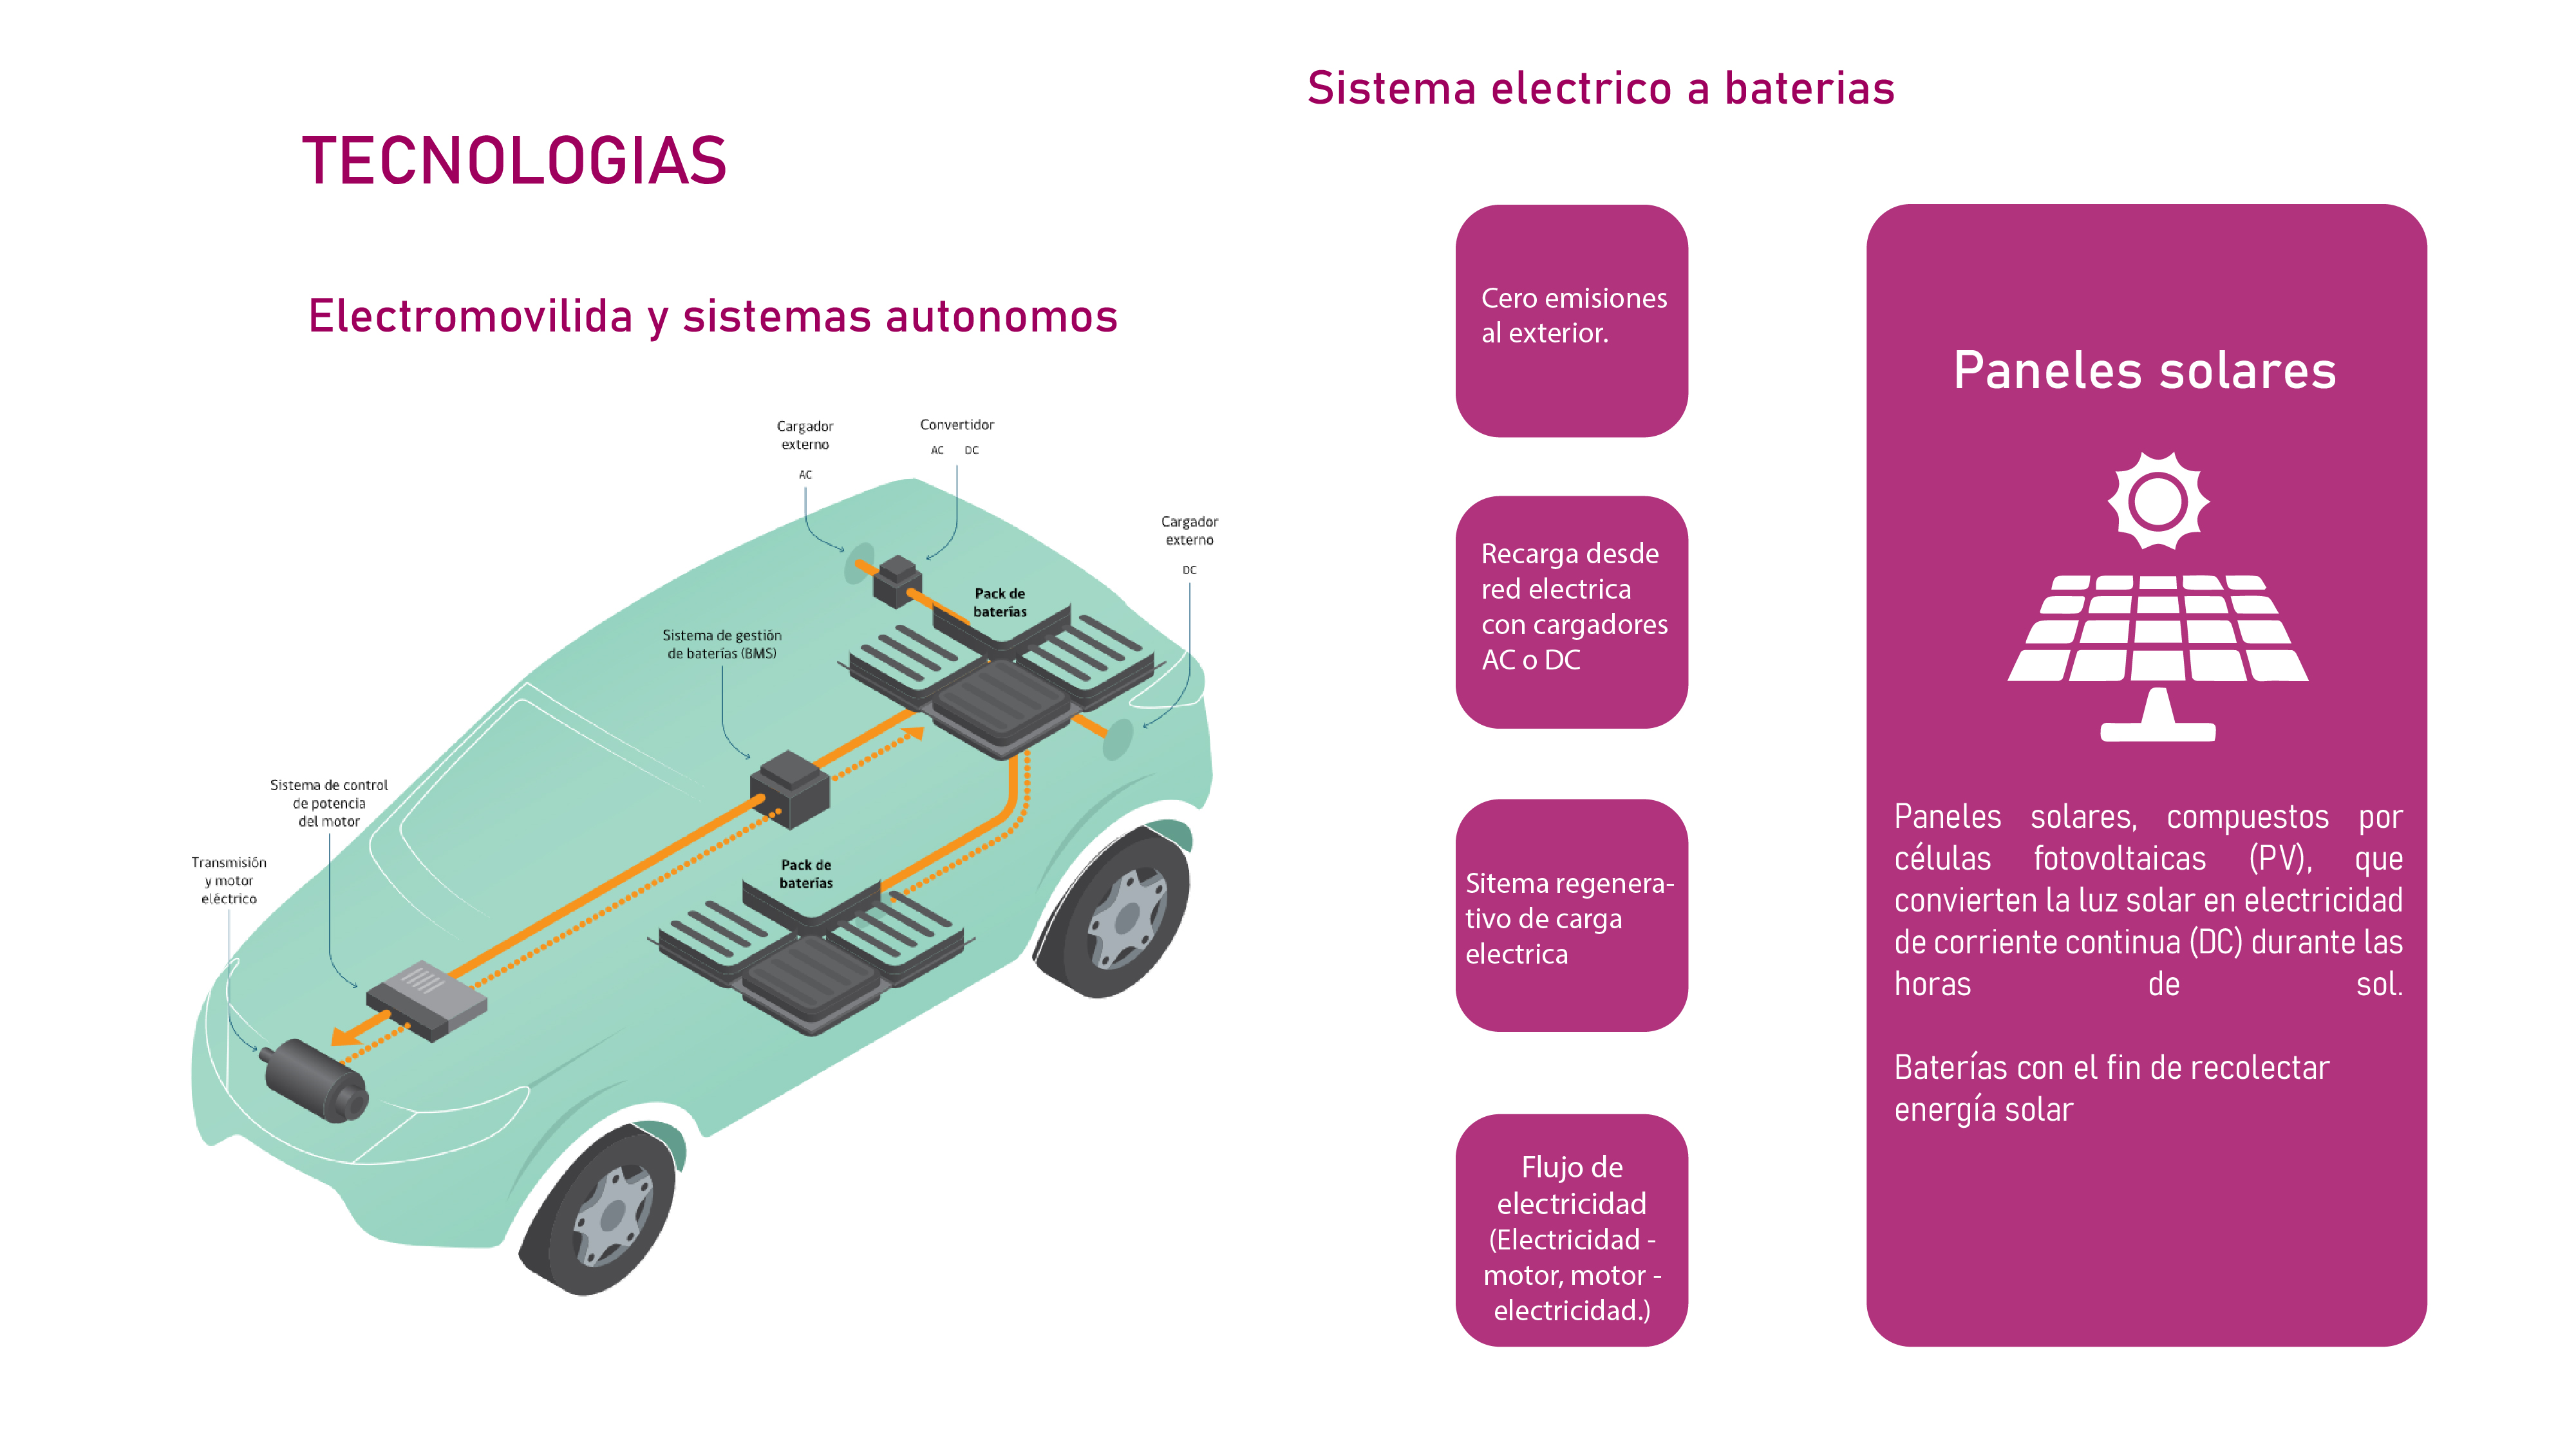 TECNOLOGIAS
Electromovilida y sistemas autonomos
Cargador
externo
AC
Convertidor
AC DC
Cargador
externo
DC
Pack de
baterías
Sistema de gestión
de baterías (BMS)
Sistema de control
de potencia
del motor
Transmisión
y motor
eléctrico
Pack de
baterías
Sistema electrico a baterias
Cero emisiones
al exterior.
Recarga desde
red electrica
con cargadores
AC o DC
Sitema regenera-
tivo de carga
electrica
Flujo de
electricidad
(Electricidad -
motor, motor -
electricidad.)
Paneles solares
Paneles solares, compuestos por
células fotovoltaicas (PV), que
convierten la luz solar en electricidad
de corriente continua (DC) durante las
horas de sol.
Baterías con el fin de recolectar
energía solar